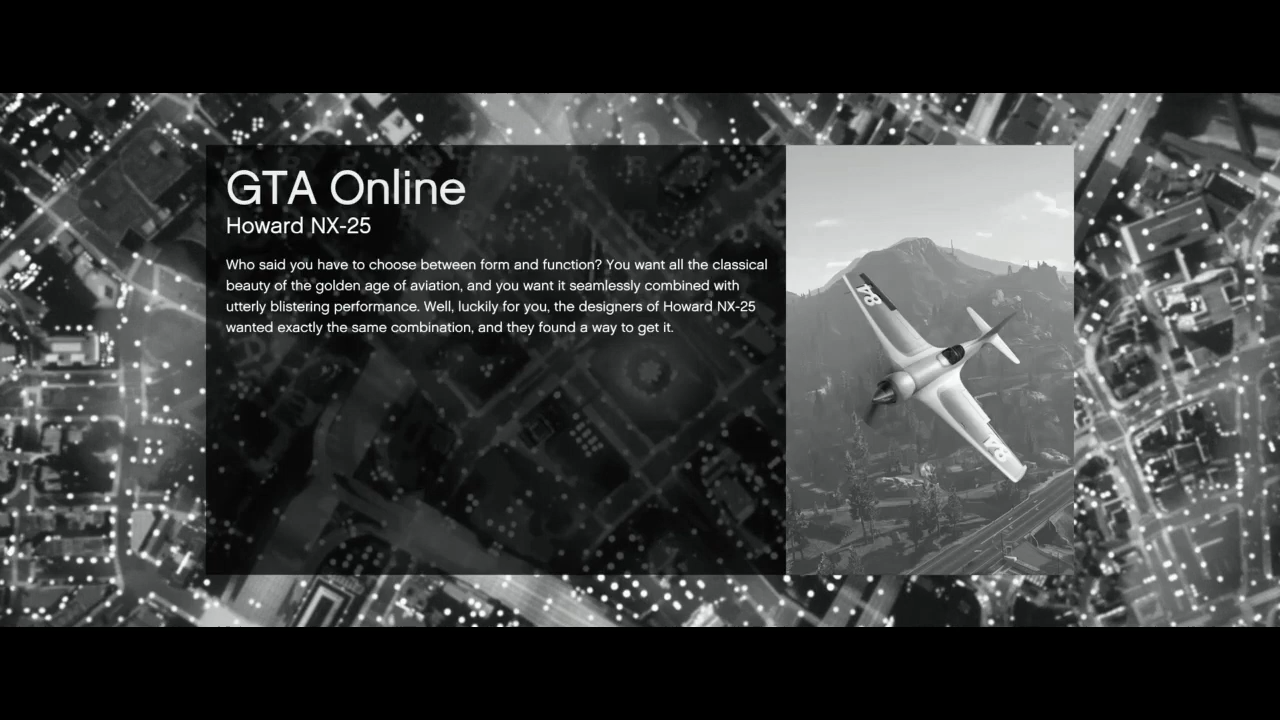 GTA Online
Howard NX-25
Who said you have to choose between form and function? You want all the classical
beauty of the golden age of aviation, and you want it seamlessly combined with
utterly blistering performance. Well, luckily for you, the designers of Howard NX-25
wanted exactly the same combination, and they found a way to get it.
84